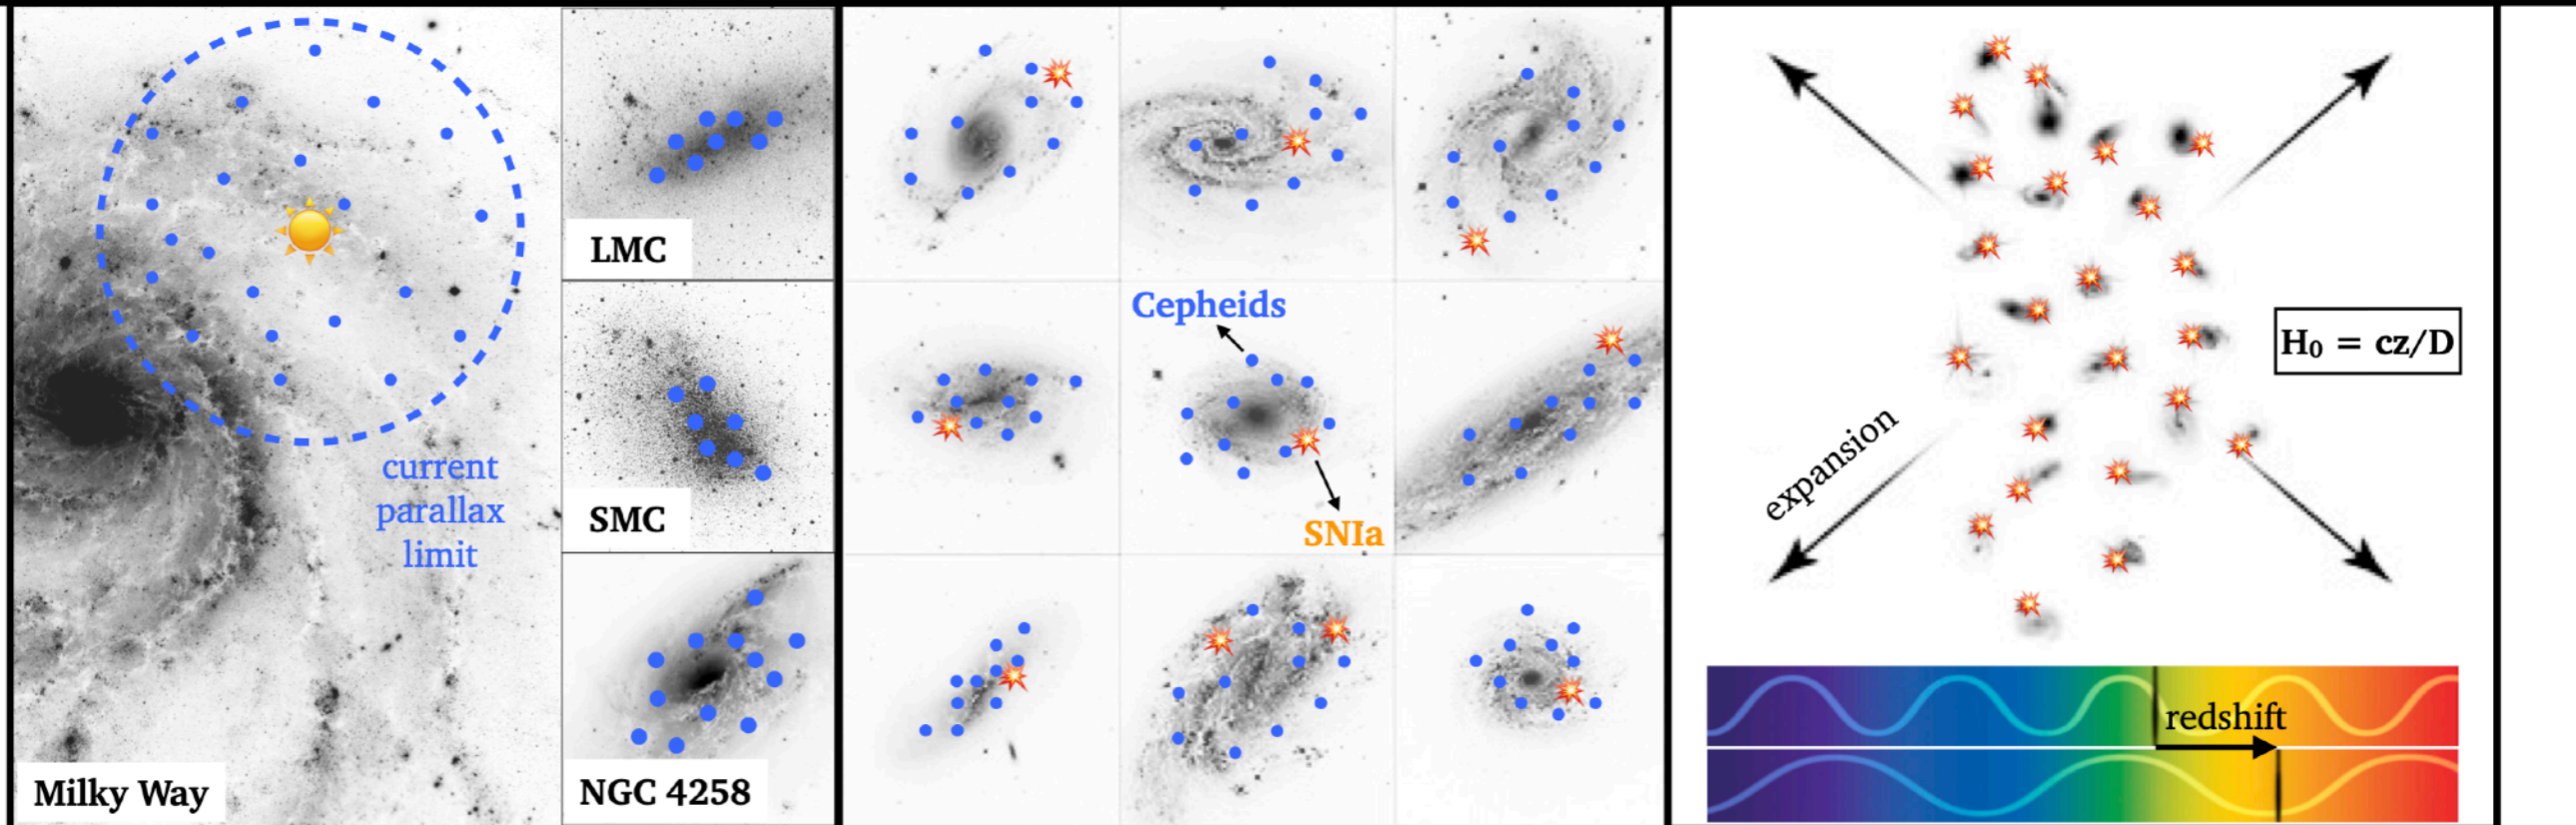 current
parallax
limit
Milky Way
LMC
SMC
NGC 4258
Cepheids
SNIa
expansion
H₀ = cz/D
redshift